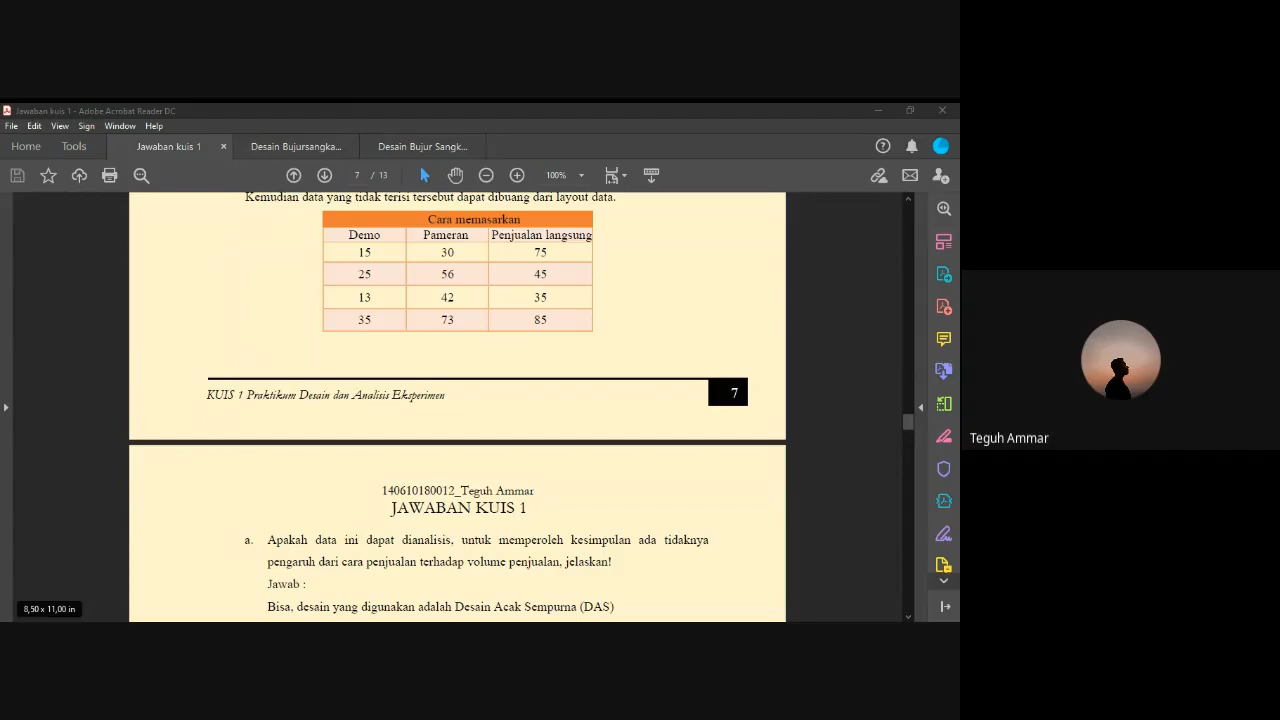 Jawaban kuis 1 - Adobe Acrobat Reader DC
File Edit View Sign Window Help
Home Tools Jawaban kuis 1 × Desain Bujursangka... Desain Bujur Sangk...
7 / 13 100%
Kemudian data yang tidak terisi tersebut dapat dibuang dari layout data.
Cara memasarkan
Demo Pameran Penjualan langsung
15 30 75
25 56 45
13 42 35
35 73 85
KUIS 1 Praktikum Desain dan Analisis Eksperimen 7
140610180012_Teguh Ammar
JAWABAN KUIS 1
a. Apakah data ini dapat dianalisis, untuk memperoleh kesimpulan ada tidaknya
pengaruh dari cara penjualan terhadap volume penjualan, jelaskan!
Jawab :
Bisa, desain yang digunakan adalah Desain Acak Sempurna (DAS)
8,50 x 11,00 in
Teguh Ammar